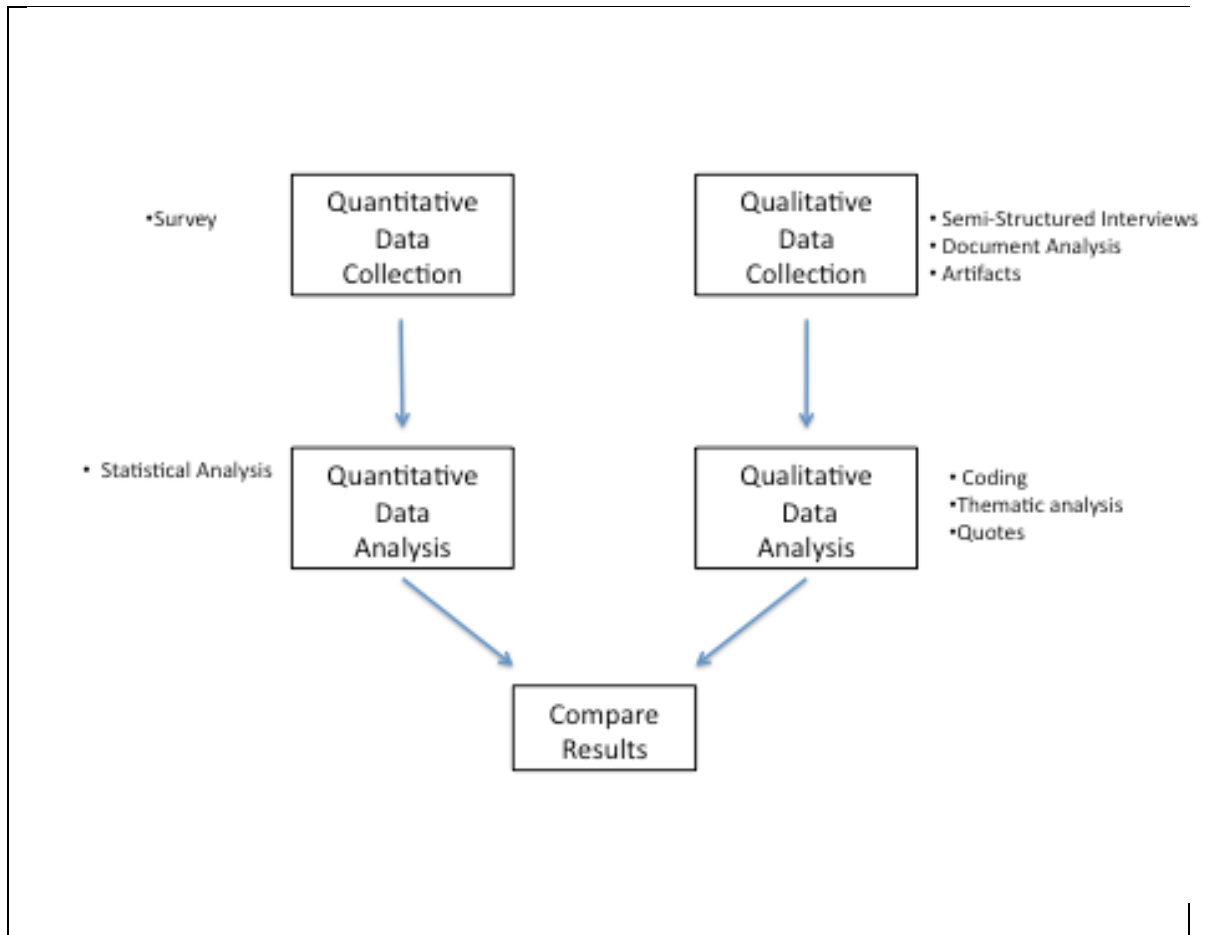 •Survey
Quantitative
Data
Collection
Qualitative
Data
Collection
• Semi-Structured Interviews
• Document Analysis
• Artifacts
• Statistical Analysis
Quantitative
Data
Analysis
Qualitative
Data
Analysis
• Coding
•Thematic analysis
•Quotes
Compare
Results